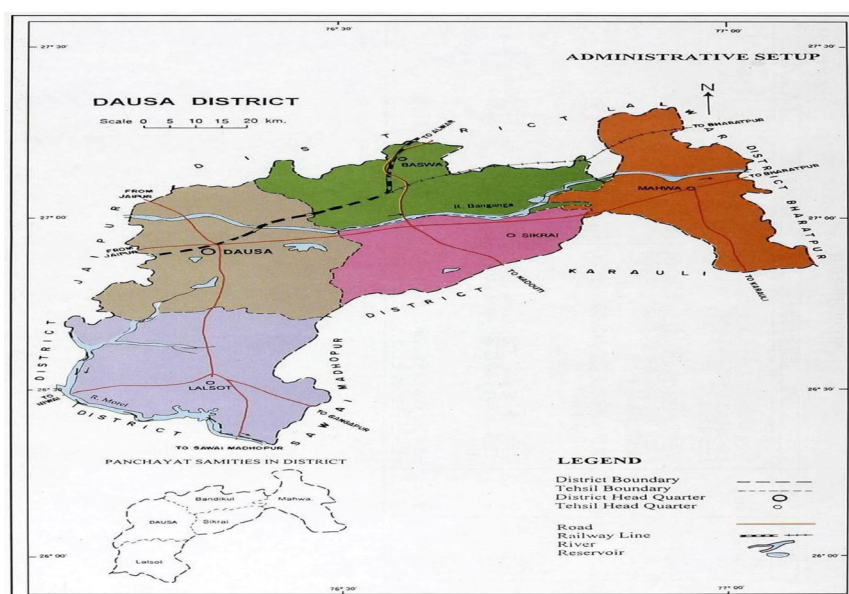 76° 30'
77° 00'
27° 30'
27° 30'
ADMINISTRATIVE SETUP
DAUSA DISTRICT
Scale 0 5 10 20 km.
N
DISTRICT ALWAR
TO ALWAR
TO BHARATPUR
BASWA
TO BHARATPUR
MAHWA
DISTRICT BHARATPUR
FROM JAIPUR
R. Banganga
27° 00'
27° 00'
SIKRAI
DAUSA
FROM JAIPUR
DISTRICT JAIPUR
TO NADOUTI
TO KARAULI
DISTRICT KARAULI
LALSOT
26° 30'
26° 30'
R. Morel
TO GANGAPUR
DISTRICT SAWAI MADHOPUR
TO SAWAI MADHOPUR
PANCHAYAT SAMITIES IN DISTRICT
Bandikui
Mahwa.
DAUSA
Sikrai
Lalsot
LEGEND
District Boundary
Tehsil Boundary
District Head Quarter
Tehsil Head Quarter
Road
Railway Line
River
Reservoir
26° 00'
26° 00'
76° 30'
77° 00'